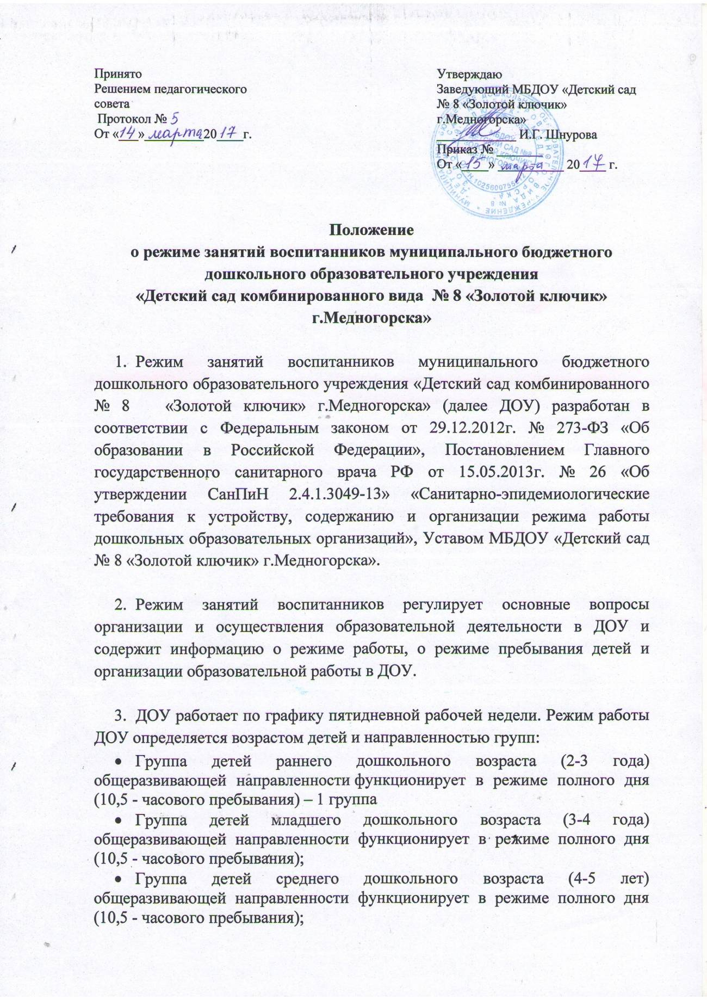 Принято
Решением педагогического
совета
Протокол № 5
От «14» марта 2017 г.
Утверждаю
Заведующий МБДОУ «Детский сад
№ 8 «Золотой ключик»
г.Медногорска»
И.Г. Шнурова
Приказ №
От «15» марта 2017 г.
МБДОУ
ДЕТСКИЙ САД №8
Положение
о режиме занятий воспитанников муниципального бюджетного
дошкольного образовательного учреждения
«Детский сад комбинированного вида № 8 «Золотой ключик»
г.Медногорска»
1. Режим занятий воспитанников муниципального бюджетного
дошкольного образовательного учреждения «Детский сад комбинированного
№ 8 «Золотой ключик» г.Медногорска» (далее ДОУ) разработан в
соответствии с Федеральным законом от 29.12.2012г. № 273-ФЗ «Об
образовании в Российской Федерации», Постановлением Главного
государственного санитарного врача РФ от 15.05.2013г. № 26 «Об
утверждении СанПиН 2.4.1.3049-13» «Санитарно-эпидемиологические
требования к устройству, содержанию и организации режима работы
дошкольных образовательных организаций», Уставом МБДОУ «Детский сад
№ 8 «Золотой ключик» г.Медногорска».
2. Режим занятий воспитанников регулирует основные вопросы
организации и осуществления образовательной деятельности в ДОУ и
содержит информацию о режиме работы, о режиме пребывания детей и
организации образовательной работы в ДОУ.
3. ДОУ работает по графику пятидневной рабочей недели. Режим работы
ДОУ определяется возрастом детей и направленностью групп:
• Группа детей раннего дошкольного возраста (2-3 года)
общеразвивающей направленности функционирует в режиме полного дня
(10,5 - часового пребывания) – 1 группа
• Группа детей младшего дошкольного возраста (3-4 года)
общеразвивающей направленности функционирует в режиме полного дня
(10,5 - часового пребывания);
• Группа детей среднего дошкольного возраста (4-5 лет)
общеразвивающей направленности функционирует в режиме полного дня
(10,5 - часового пребывания);